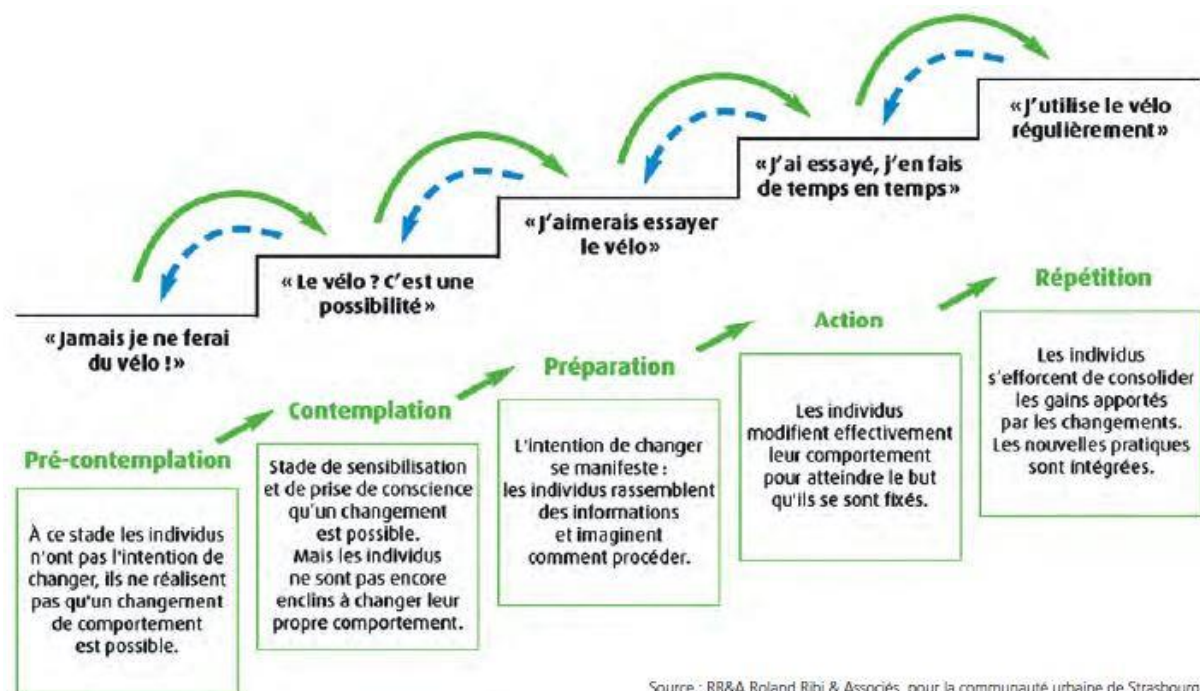 « Jamais je ne ferai
du vélo ! »
« Le vélo ? C'est une
possibilité »
« J'aimerais essayer
le vélo »
« J'ai essayé, j'en fais
de temps en temps »
« J'utilise le vélo
régulièrement »
Pré-contemplation
À ce stade les individus
n'ont pas l'intention de
changer, ils ne réalisent
pas qu'un changement
de comportement
est possible.
Contemplation
Stade de sensibilisation
et de prise de conscience
qu'un changement
est possible.
Mais les individus
ne sont pas encore
enclins à changer leur
propre comportement.
Préparation
L'intention de changer
se manifeste :
les individus rassemblent
des informations
et imaginent
comment procéder.
Action
Les individus
modifient effectivement
leur comportement
pour atteindre le but
qu'ils se sont fixés.
Répétition
Les individus
s'efforcent de consolider
les gains apportés
par les changements.
Les nouvelles pratiques
sont intégrées.
Source : RR&A Roland Ribi & Associés, pour la communauté urbaine de Strasbourg